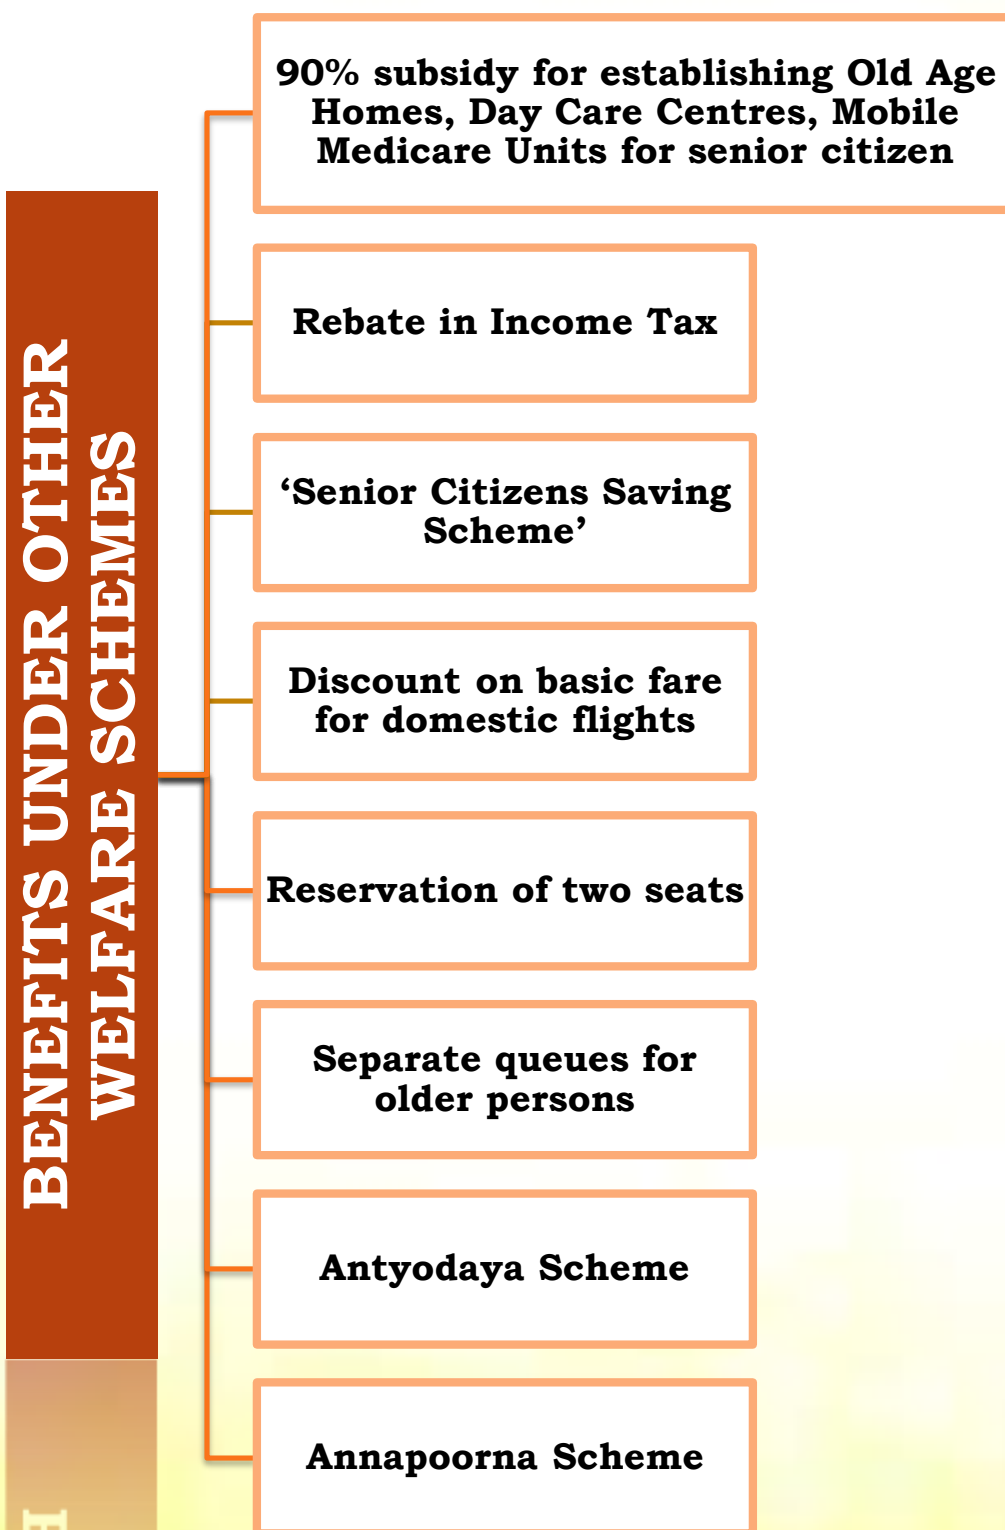 BENEFITS UNDER OTHER
WELFARE SCHEMES
90% subsidy for establishing Old Age
Homes, Day Care Centres, Mobile
Medicare Units for senior citizen
Rebate in Income Tax
‘Senior Citizens Saving
Scheme’
Discount on basic fare
for domestic flights
Reservation of two seats
Separate queues for
older persons
Antyodaya Scheme
Annapoorna Scheme